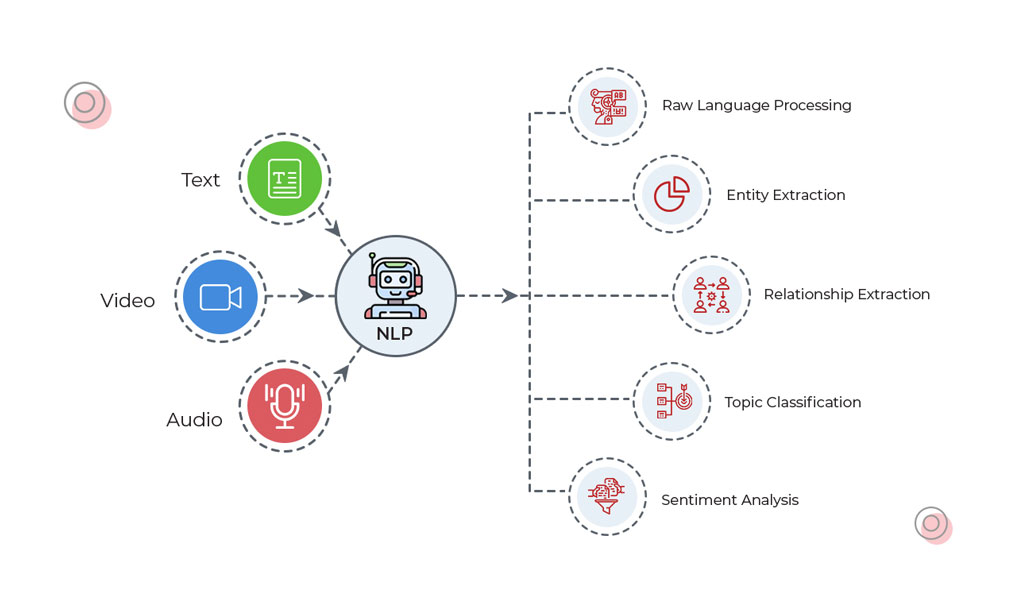 Text
Video
Audio
NLP
Raw Language Processing
Entity Extraction
Relationship Extraction
Topic Classification
Sentiment Analysis